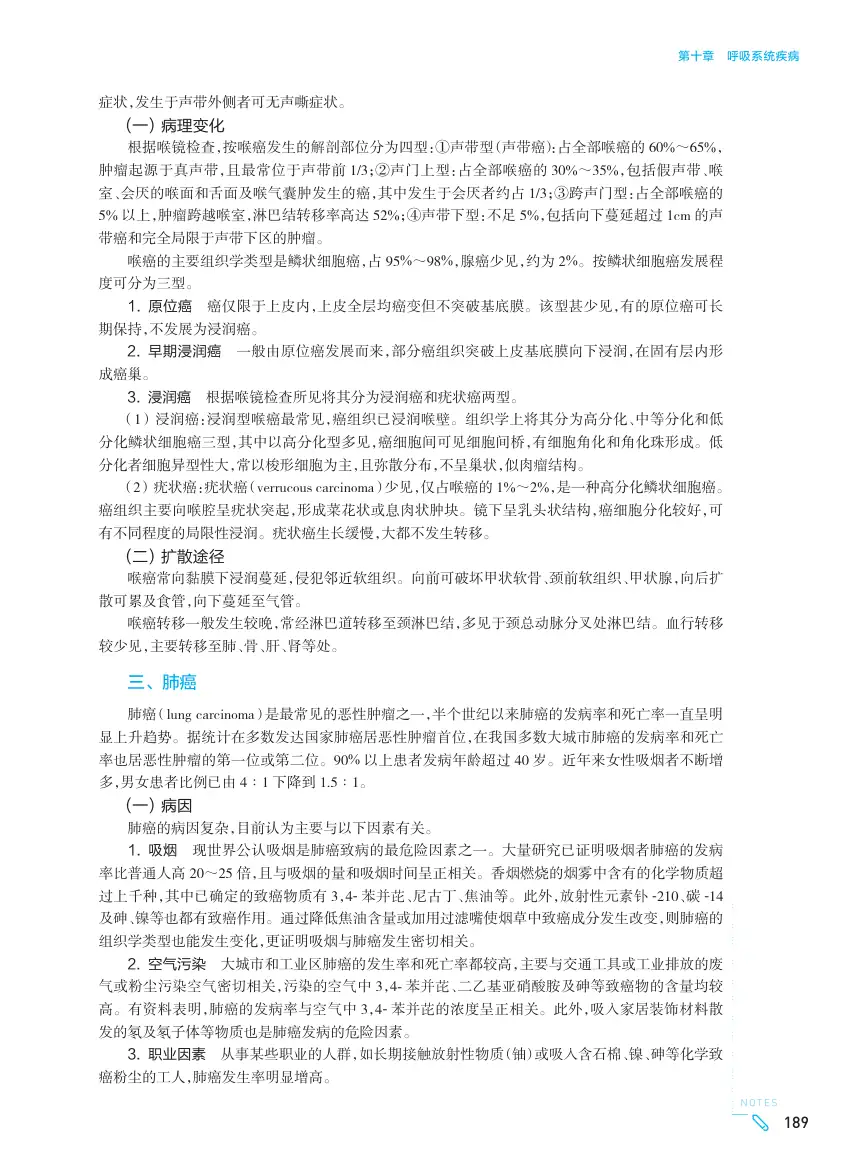 第十章 呼吸系统疾病
症状,发生于声带外侧者可无声嘶症状。
(一) 病理变化
根据喉镜检查,按喉癌发生的解剖部位分为四型:①声带型(声带癌):占全部喉癌的 60%~65%,
肿瘤起源于真声带,且最常位于声带前 1/3;②声门上型:占全部喉癌的 30%~35%,包括假声带、喉
室、会厌的喉面和舌面及喉气囊肿发生的癌,其中发生于会厌者约占 1/3;③跨声门型:占全部喉癌的
5% 以上,肿瘤跨越喉室,淋巴结转移率高达 52%;④声带下型:不足 5%,包括向下蔓延超过 1cm 的声
带癌和完全局限于声带下区的肿瘤。
喉癌的主要组织学类型是鳞状细胞癌,占 95%~98%,腺癌少见,约为 2%。按鳞状细胞癌发展程
度可分为三型。
1. 原位癌 癌仅限于上皮内,上皮全层均癌变但不突破基底膜。该型甚少见,有的原位癌可长
期保持,不发展为浸润癌。
2. 早期浸润癌 一般由原位癌发展而来,部分癌组织突破上皮基底膜向下浸润,在固有层内形
成癌巢。
3. 浸润癌 根据喉镜检查所见将其分为浸润癌和疣状癌两型。
(1) 浸润癌:浸润型喉癌最常见,癌组织已浸润喉壁。组织学上将其分为高分化、中等分化和低
分化鳞状细胞癌三型,其中以高分化型多见,癌细胞间可见细胞间桥,有细胞角化和角化珠形成。低
分化者细胞异型性大,常以梭形细胞为主,且弥散分布,不呈巢状,似肉瘤结构。
(2) 疣状癌:疣状癌(verrucous carcinoma)少见,仅占喉癌的 1%~2%,是一种高分化鳞状细胞癌。
癌组织主要向喉腔呈疣状突起,形成菜花状或息肉状肿块。镜下呈乳头状结构,癌细胞分化较好,可
有不同程度的局限性浸润。疣状癌生长缓慢,大都不发生转移。
(二) 扩散途径
喉癌常向黏膜下浸润蔓延,侵犯邻近软组织。向前可破坏甲状软骨、颈前软组织、甲状腺,向后扩
散可累及食管,向下蔓延至气管。
喉癌转移一般发生较晚,常经淋巴道转移至颈淋巴结,多见于颈总动脉分叉处淋巴结。血行转移
较少见,主要转移至肺、骨、肝、肾等处。
三、肺癌
肺癌(lung carcinoma)是最常见的恶性肿瘤之一,半个世纪以来肺癌的发病率和死亡率一直呈明
显上升趋势。据统计在多数发达国家肺癌居恶性肿瘤首位,在我国多数大城市肺癌的发病率和死亡
率也居恶性肿瘤的第一位或第二位。90% 以上患者发病年龄超过 40 岁。近年来女性吸烟者不断增
多,男女患者比例已由 4∶1 下降到 1.5∶1。
(一) 病因
肺癌的病因复杂,目前认为主要与以下因素有关。
1. 吸烟 现世界公认吸烟是肺癌致病的最危险因素之一。大量研究已证明吸烟者肺癌的发病
率比普通人高 20~25 倍,且与吸烟的量和吸烟时间呈正相关。香烟燃烧的烟雾中含有的化学物质超
过上千种,其中已确定的致癌物质有 3,4- 苯并芘、尼古丁、焦油等。此外,放射性元素钋 -210、碳 -14
及砷、镍等也都有致癌作用。通过降低焦油含量或加用过滤嘴使烟草中致癌成分发生改变,则肺癌的
组织学类型也能发生变化,更证明吸烟与肺癌发生密切相关。
2. 空气污染 大城市和工业区肺癌的发生率和死亡率都较高,主要与交通工具或工业排放的废
气或粉尘污染空气密切相关,污染的空气中 3,4- 苯并芘、二乙基亚硝酸胺及砷等致癌物的含量均较
高。有资料表明,肺癌的发病率与空气中 3,4- 苯并芘的浓度呈正相关。此外,吸入家居装饰材料散
发的氡及氡子体等物质也是肺癌发病的危险因素。
3. 职业因素 从事某些职业的人群,如长期接触放射性物质(铀)或吸入含石棉、镍、砷等化学致
癌粉尘的工人,肺癌发生率明显增高。
NOTES
189